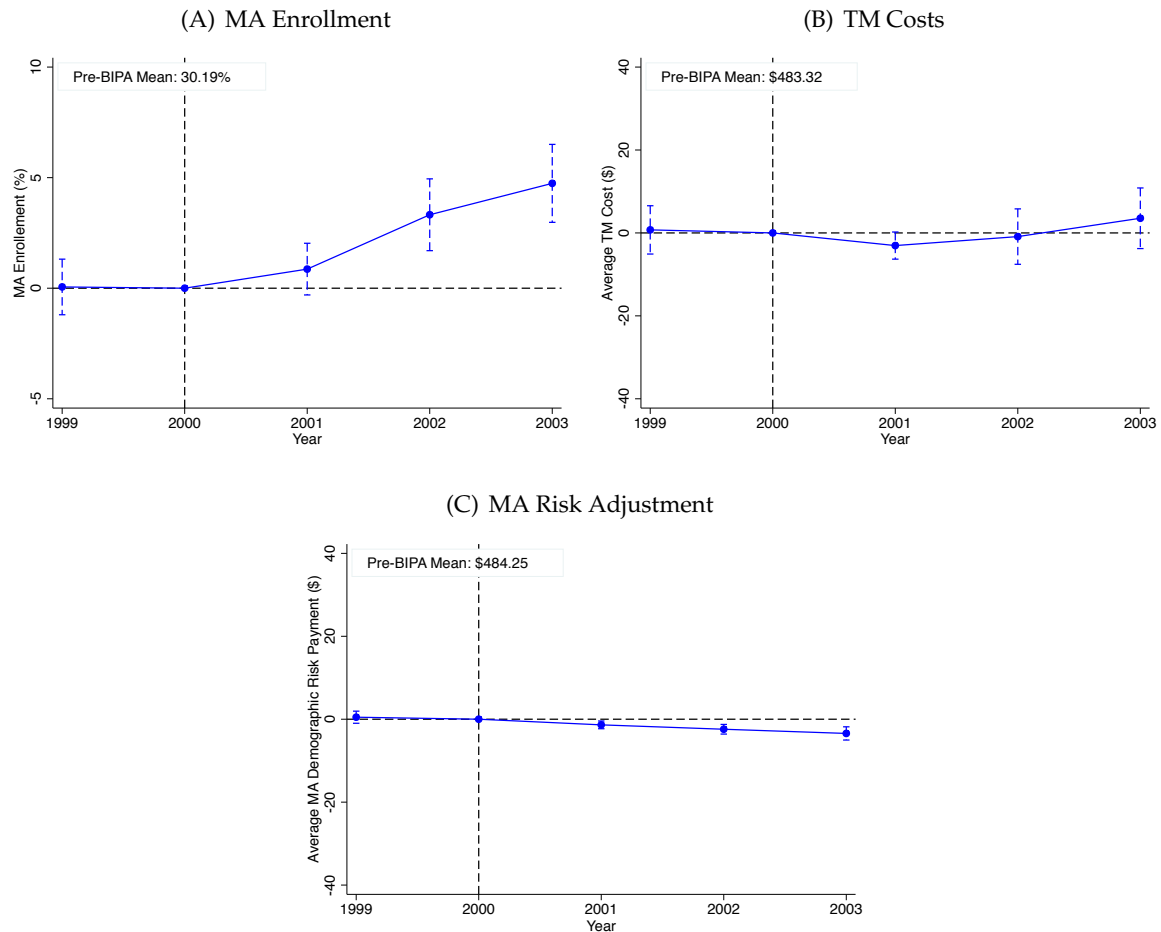 (A) MA Enrollment
Pre-BIPA Mean: 30.19%
MA Enrollement (%)
10
5
0
-5
1999 2000 2001 2002 2003
Year
(B) TM Costs
Pre-BIPA Mean: $483.32
Average TM Cost ($)
40
20
0
-20
-40
1999 2000 2001 2002 2003
Year
(C) MA Risk Adjustment
Pre-BIPA Mean: $484.25
Average MA Demographic Risk Payment ($)
40
20
0
-20
-40
1999 2000 2001 2002 2003
Year